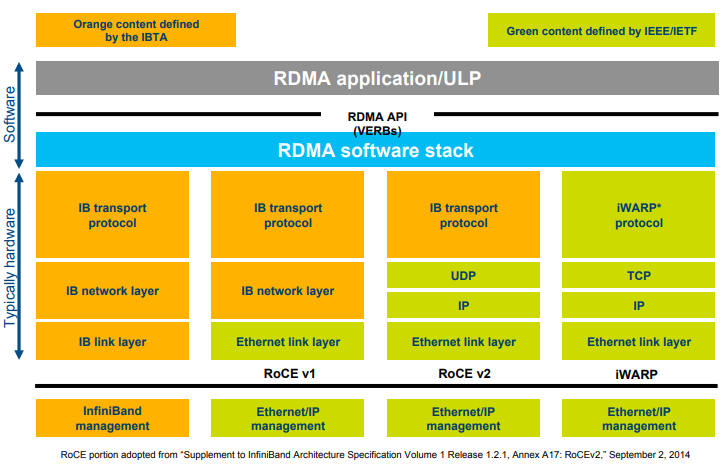 Orange content defined
by the IBTA
Green content defined by IEEE/IETF
RDMA application/ULP
RDMA API
(VERBs)
RDMA software stack
Software
Typically hardware
IB transport
protocol
IB transport
protocol
IB transport
protocol
iWARP*
protocol
IB network layer
IB network layer
UDP
TCP
IP
IP
IB link layer
Ethernet link layer
Ethernet link layer
Ethernet link layer
RoCE v1
RoCE v2
iWARP
InfiniBand
management
Ethernet/IP
management
Ethernet/IP
management
Ethernet/IP
management
RoCE portion adopted from “Supplement to InfiniBand Architecture Specification Volume 1 Release 1.2.1, Annex A17: RoCEv2,” September 2, 2014